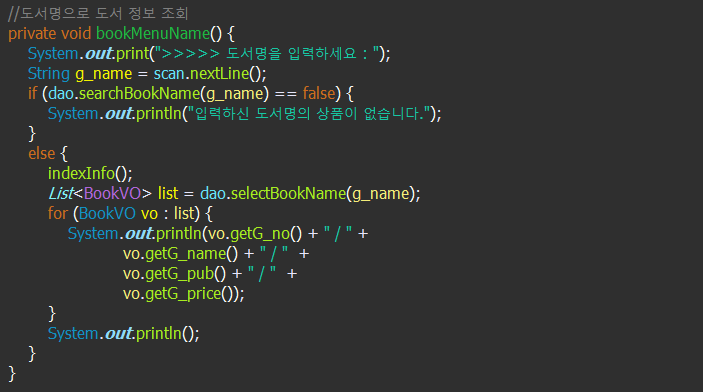 //도서명으로 도서 정보 조회
private void bookMenuName() {
System.out.print(">>>>> 도서명을 입력하세요 : ");
String g_name = scan.nextLine();
if (dao.searchBookName(g_name) == false) {
System.out.println("입력하신 도서명의 상품이 없습니다.");
}
else {
indexInfo();
List<BookVO> list = dao.selectBookName(g_name);
for (BookVO vo : list) {
System.out.println(vo.getG_no() + " / " +
vo.getG_name() + " / " +
vo.getG_pub() + " / " +
vo.getG_price());
}
System.out.println();
}
}